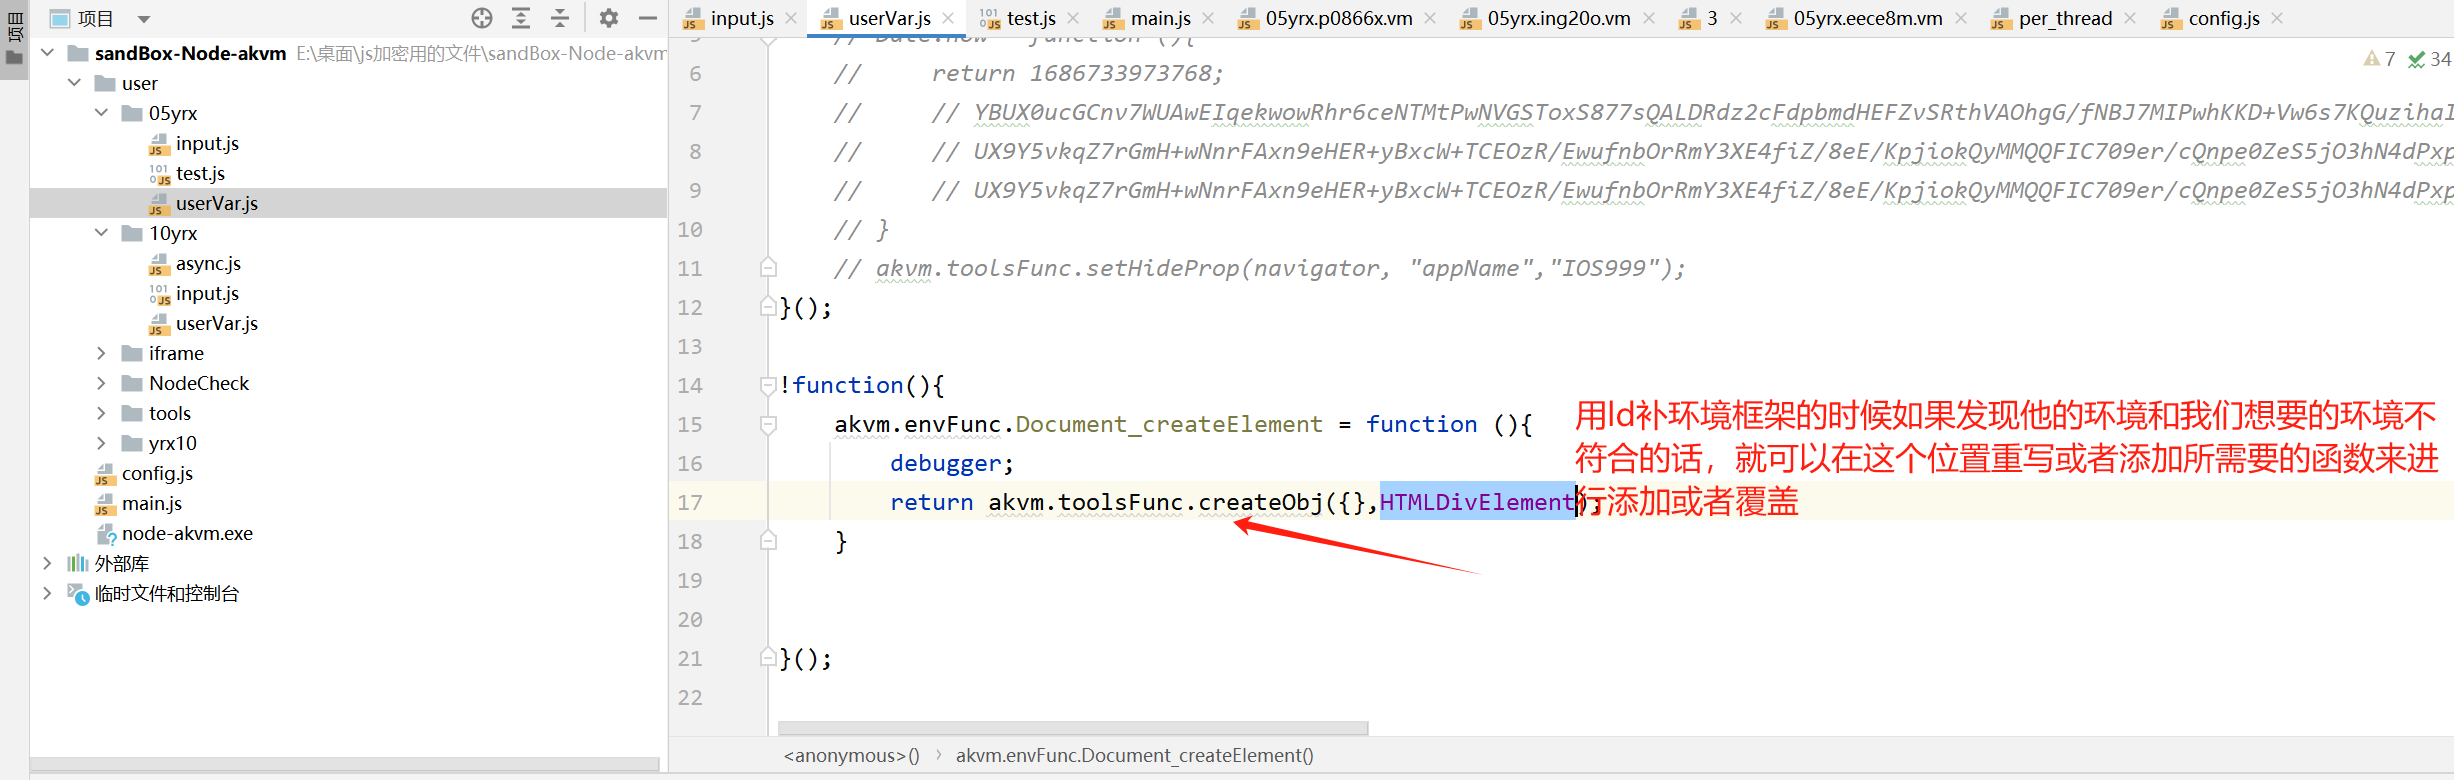 项目
input.js
userVar.js
test.js
main.js
05yrx.p0866x.vm
05yrx.ing20o.vm
3
05yrx.eece8m.vm
per_thread
config.js
项目
sandBox-Node-akvm E:\桌面\js加密用的文件\sandBox-Node-akvm
user
05yrx
input.js
test.js
userVar.js
10yrx
async.js
input.js
userVar.js
iframe
NodeCheck
tools
yrx10
config.js
main.js
node-akvm.exe
外部库
临时文件和控制台
7 34
6 // return 1686733973768;
7 // // YBUX0ucGCnv7WUAwEIqekwowRhr6ceNTMtPwNVGSToxS877sQALDRdz2cFdpbmdHEFZvSRthVAOhgG/fNBJ7MIPwhKKD+Vw6s7KQuziha
8 // // UX9Y5vkqZ7rGmH+wNnrFAxn9eHER+yBxcW+TCEOzR/EwufnbOrRmY3XE4fiZ/8eE/KpjiokQyMMQQFIC709er/cQnpe0ZeS5jO3hN4dPxp
9 // // UX9Y5vkqZ7rGmH+wNnrFAxn9eHER+yBxcW+TCEOzR/EwufnbOrRmY3XE4fiZ/8eE/KpjiokQyMMQQFIC709er/cQnpe0ZeS5jO3hN4dPxp
10 // }
11 // akvm.toolsFunc.setHideProp(navigator, "appName","IOS999");
12 }();
13
14 !function(){
15 akvm.envFunc.Document_createElement = function (){
16 debugger;
17 return akvm.toolsFunc.createObj({},HTMLDivElement);
18 }
19
20
21 }();
22
用ld补环境框架的时候如果发现他的环境和我们想要的环境不
符合的话，就可以在这个位置重写或者添加所需要的函数来进
行添加或者覆盖
<anonymous>() › akvm.envFunc.Document_createElement()